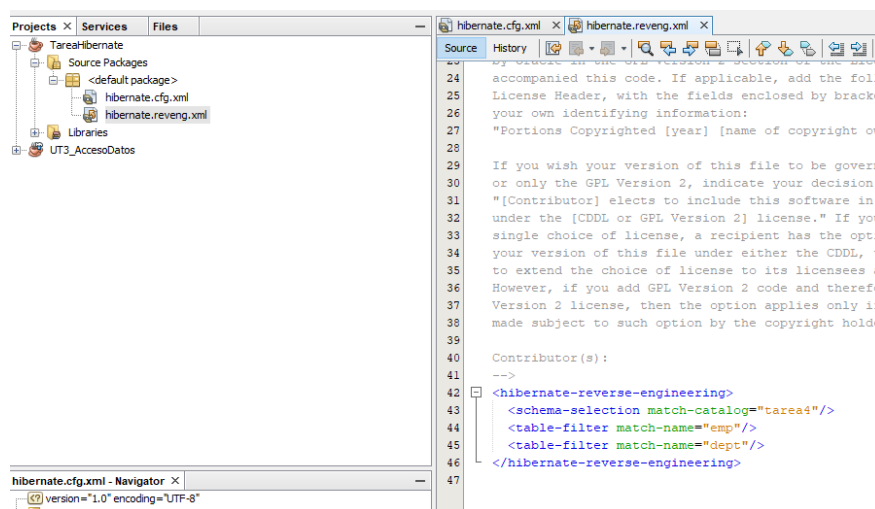 Projects × Services Files
TareaHibernate
Source Packages
<default package>
hibernate.cfg.xml
hibernate.reveng.xml
Libraries
UT3_AccesoDatos
hibernate.cfg.xml - Navigator ×
version="1.0" encoding="UTF-8"
hibernate.cfg.xml × hibernate.reveng.xml ×
Source History
24 accompanied this code. If applicable, add the fol
25 License Header, with the fields enclosed by bracke
26 your own identifying information:
27 "Portions Copyrighted [year] [name of copyright ow
28
29 If you wish your version of this file to be gover
30 or only the GPL Version 2, indicate your decision
31 "[Contributor] elects to include this software in
32 under the [CDDL or GPL Version 2] license." If you
33 single choice of license, a recipient has the opti
34 your version of this file under either the CDDL,
35 to extend the choice of license to its licensees
36 However, if you add GPL Version 2 code and theref
37 Version 2 license, then the option applies only i
38 made subject to such option by the copyright hold
39
40 Contributor(s):
41 -->
42 <hibernate-reverse-engineering>
43 <schema-selection match-catalog="tarea4"/>
44 <table-filter match-name="emp"/>
45 <table-filter match-name="dept"/>
46 </hibernate-reverse-engineering>
47